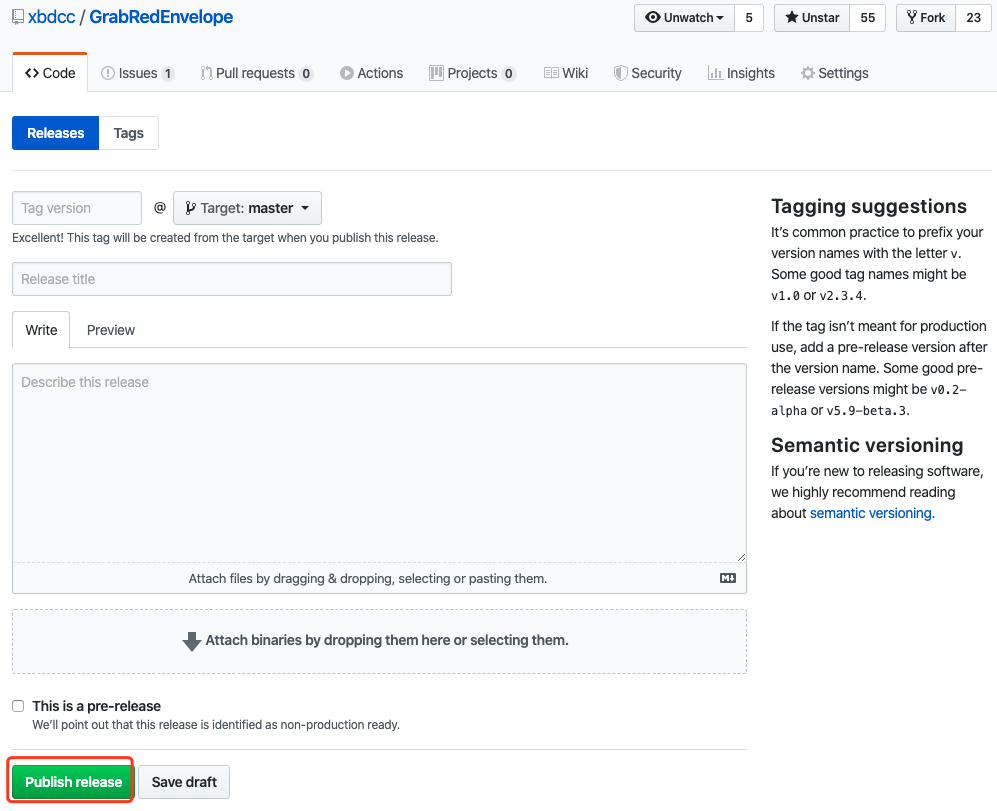 xbdcc / GrabRedEnvelope
Unwatch 5 Unstar 55 Fork 23
Code Issues 1 Pull requests 0 Actions Projects 0 Wiki Security Insights Settings
Releases Tags
Tag version @ Target: master
Excellent! This tag will be created from the target when you publish this release.
Release title
Write Preview
Describe this release
Attach files by dragging & dropping, selecting or pasting them.
Attach binaries by dropping them here or selecting them.
This is a pre-release
We’ll point out that this release is identified as non-production ready.
Publish release Save draft
Tagging suggestions
It’s common practice to prefix your
version names with the letter v.
Some good tag names might be
v1.0 or v2.3.4.
If the tag isn’t meant for production
use, add a pre-release version after
the version name. Some good pre-
release versions might be v0.2-
alpha or v5.9-beta.3.
Semantic versioning
If you’re new to releasing software,
we highly recommend reading
about semantic versioning.